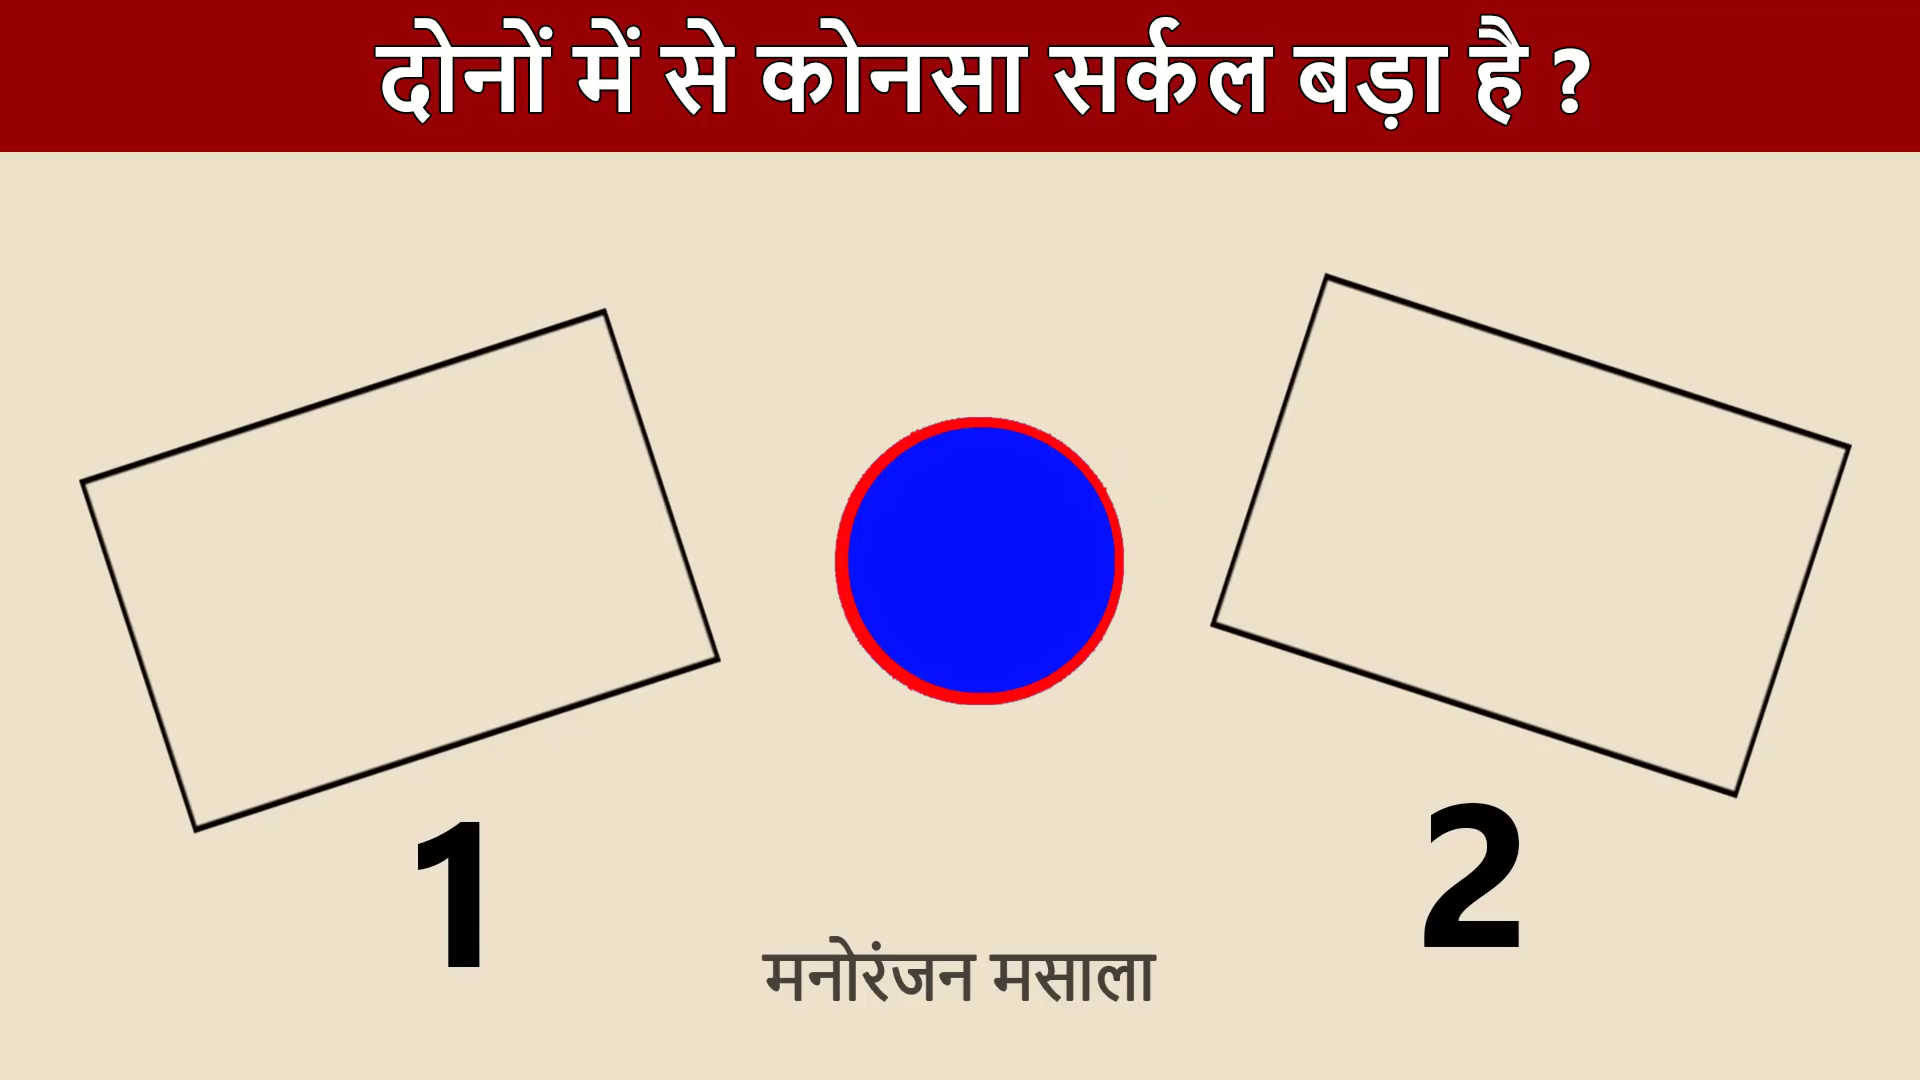 दोनों में से कोनसा सर्कल बड़ा है ?
1
2
मनोरंजन मसाला